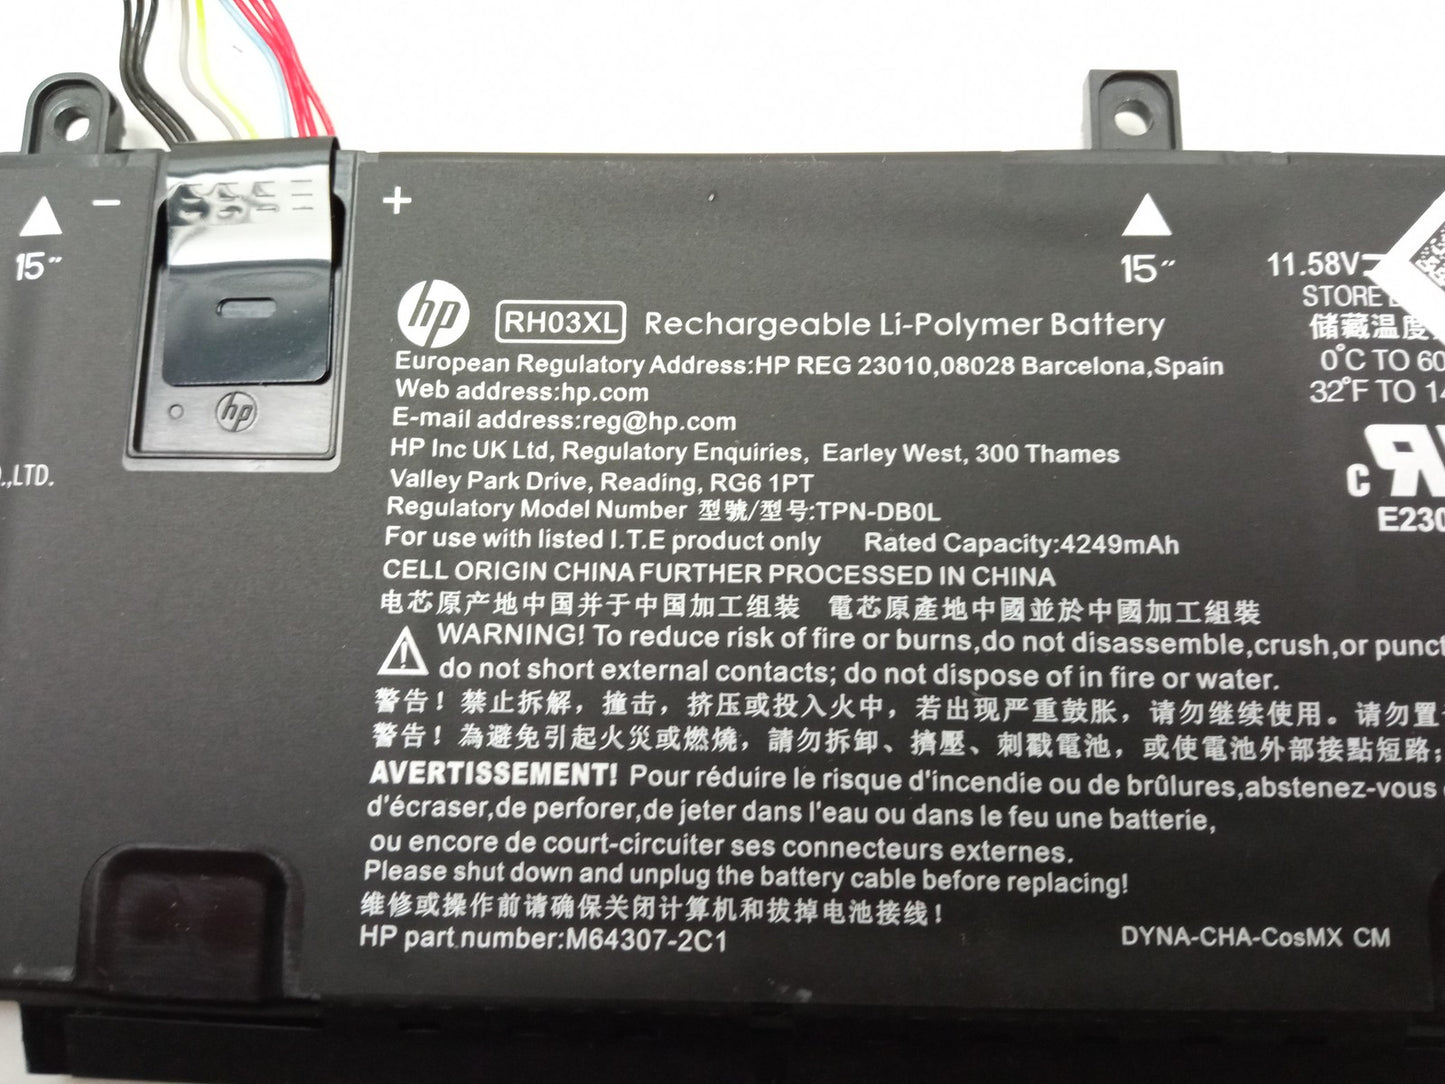 −
+
15"
15"
11.58V
hp
RH03XL Rechargeable Li-Polymer Battery
STORE
储藏温度
European Regulatory Address:HP REG 23010,08028 Barcelona,Spain
0°C TO 60
Web address:hp.com
32°F TO 14
E-mail address:reg@hp.com
hp
HP Inc UK Ltd, Regulatory Enquiries, Earley West, 300 Thames
.,LTD.
Valley Park Drive, Reading, RG6 1PT
c
Regulatory Model Number 型號/型号:TPN-DB0L
E230
For use with listed I.T.E product only Rated Capacity:4249mAh
CELL ORIGIN CHINA FURTHER PROCESSED IN CHINA
电芯原产地中国并于中国加工组装 電芯原產地中國並於中國加工組裝
WARNING! To reduce risk of fire or burns,do not disassemble,crush,or punct
do not short external contacts; do not dispose of in fire or water.
警告！禁止拆解，撞击，挤压或投入火中，若出现严重鼓胀，请勿继续使用。请勿置
警告！為避免引起火災或燃燒，請勿拆卸、擠壓、刺戳電池，或使電池外部接點短路；
AVERTISSEMENT! Pour réduire le risque d'incendie ou de brûlures,abstenez-vous
d'écraser,de perforer,de jeter dans l'eau ou dans le feu une batterie,
ou encore de court-circuiter ses connecteurs externes.
Please shut down and unplug the battery cable before replacing!
维修或操作前请确保关闭计算机和拔掉电池接线！
HP part number:M64307-2C1
DYNA-CHA-CosMX CM